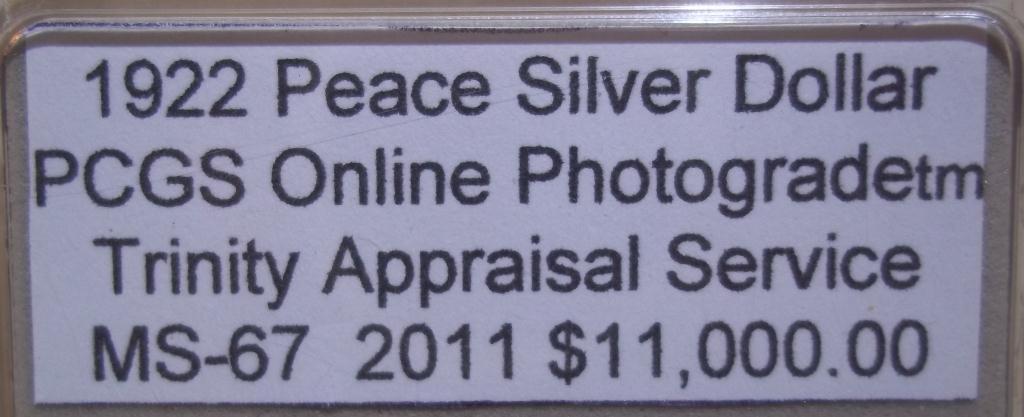 1922 Peace Silver Dollar
PCGS Online Photogradetm
Trinity Appraisal Service
MS-67 2011 $11,000.00